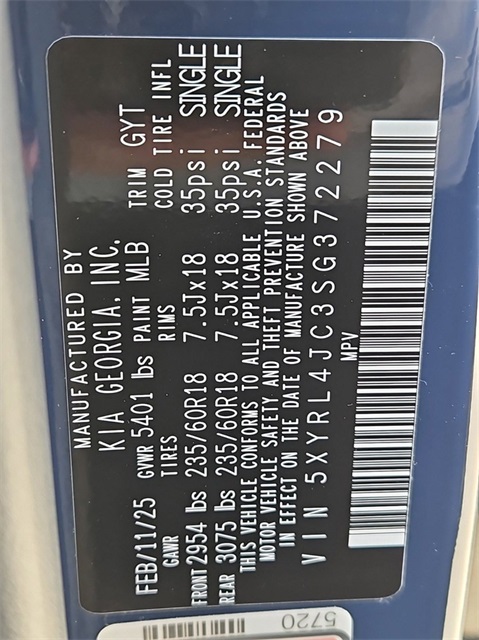 MANUFACTURED BY
KIA GEORGIA, INC.
FEB/11/25 GVWR 5401 lbs PAINT MLB TRIM GYT
GAWR TIRES RIMS COLD TIRE INFL
FRONT 2954 lbs 235/60R18 7.5Jx18 35psi SINGLE
REAR 3075 lbs 235/60R18 7.5Jx18 35psi SINGLE
THIS VEHICLE CONFORMS TO ALL APPLICABLE U.S.A. FEDERAL
MOTOR VEHICLE SAFETY AND THEFT PREVENTION STANDARDS
IN EFFECT ON THE DATE OF MANUFACTURE SHOWN ABOVE
VIN 5XYRL4JC3SG372279
MPV
5720